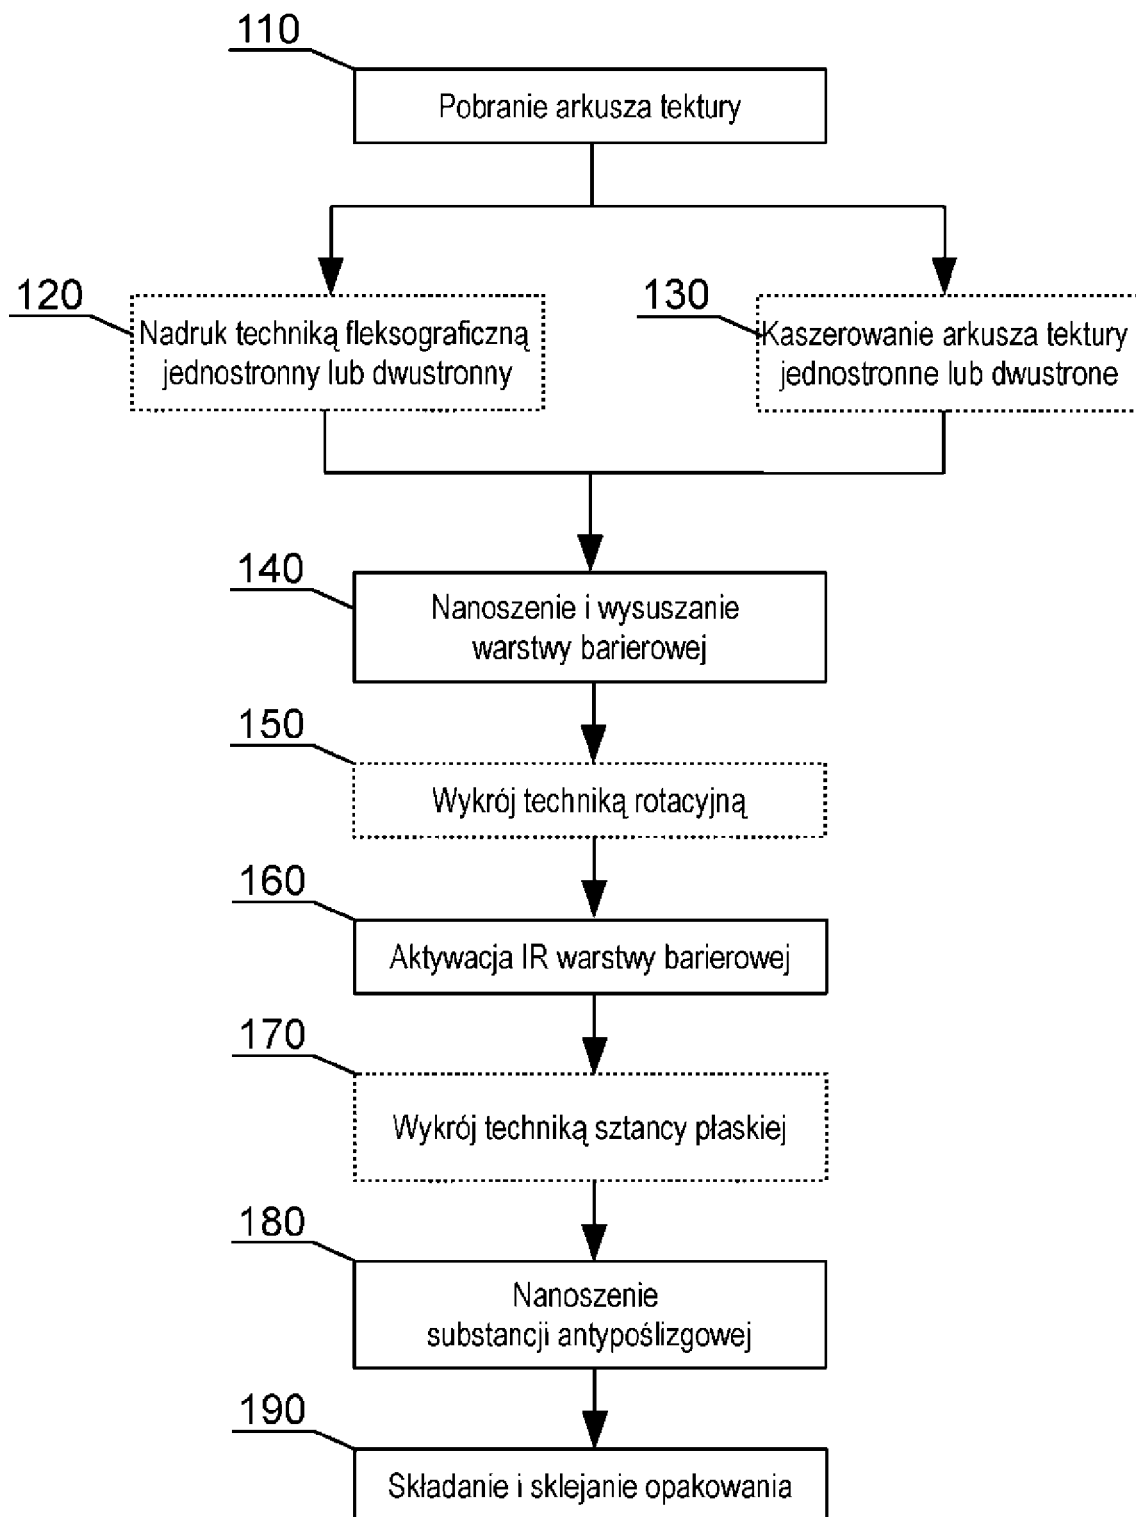 110
Pobranie arkusza tektury
120
Nadruk techniką fleksograficzną
jednostronny lub dwustronny
130
Kaszerowanie arkusza tektury
jednostronne lub dwustrone
140
Nanoszenie i wysuszanie
warstwy barierowej
150
Wykrój techniką rotacyjną
160
Aktywacja IR warstwy barierowej
170
Wykrój techniką sztancy płaskiej
180
Nanoszenie
substancji antypoślizgowej
190
Składanie i sklejanie opakowania